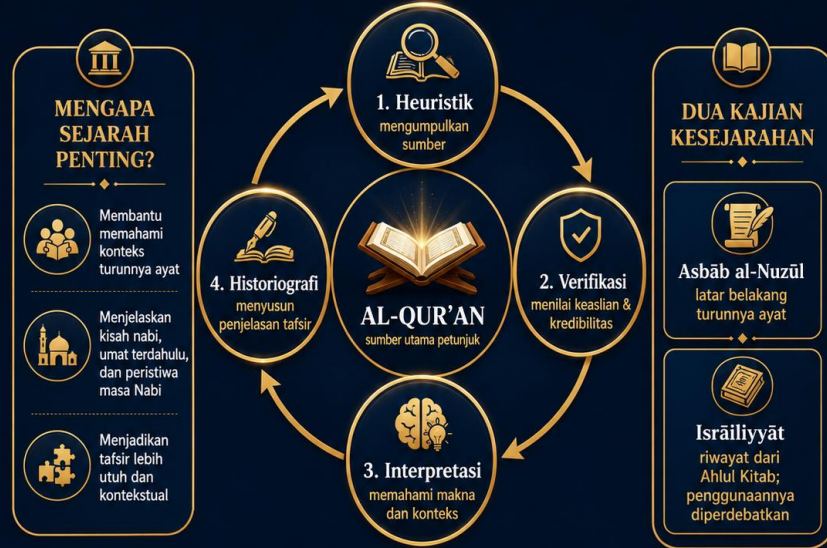 MENGAPA
SEJARAH
PENTING?
Membantu
memahami
konteks
turunnya ayat
Menjelaskan
kisah nabi,
umat terdahulu,
dan peristiwa
masa Nabi
Menjadikan
tafsir lebih
utuh dan
kontekstual
1. Heuristik
mengumpulkan
sumber
2. Verifikasi
menilai keaslian &
kredibilitas
3. Interpretasi
memahami makna
dan konteks
4. Historiografi
menyusun
penjelasan tafsir
AL-QUR’AN
sumber utama petunjuk
DUA KAJIAN
KESEJARAHAN
Asbāb al-Nuzūl
latar belakang
turunnya ayat
Isrāiliyyāt
riwayat dari
Ahlul Kitab;
penggunaannya
diperdebatkan